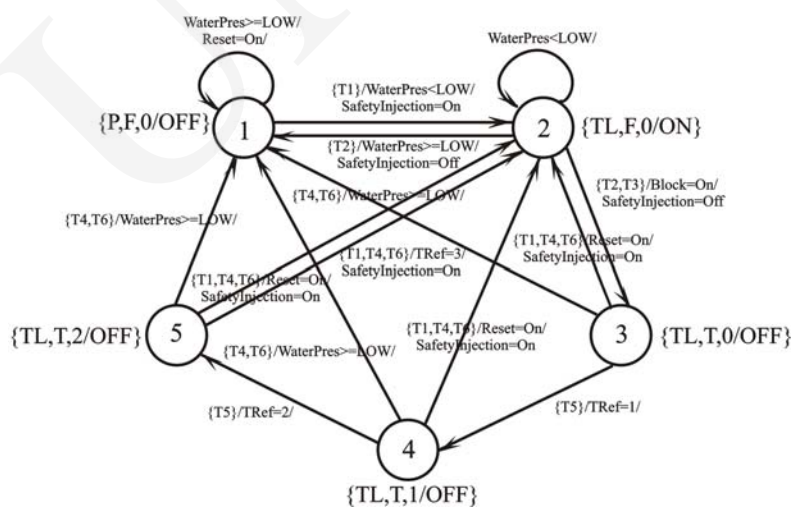 WaterPres>=LOW/
Reset=On/
WaterPres<LOW/
{T1}/WaterPres<LOW/
SafetyInjection=On
{P,F,0/OFF}
1
2
{TL,F,0/ON}
{T2}/WaterPres>=LOW/
SafetyInjection=Off
{T4,T6}/WaterPres>=LOW/
{T2,T3}/Block=On/
SafetyInjection=Off
{T4,T6}/WaterPres>=LOW/
{T1,T4,T6}/TRef=3/
SafetyInjection=On
{T1,T4,T6}/Reset=On/
SafetyInjection=On
{T1,T4,T6}/Reset=On/
SafetyInjection=On
{TL,T,2/OFF}
5
{T1,T4,T6}/Reset=On/
SafetyInjection=On
3
{TL,T,0/OFF}
{T4,T6}/WaterPres>=LOW/
{T5}/TRef=2/
{T5}/TRef=1/
4
{TL,T,1/OFF}